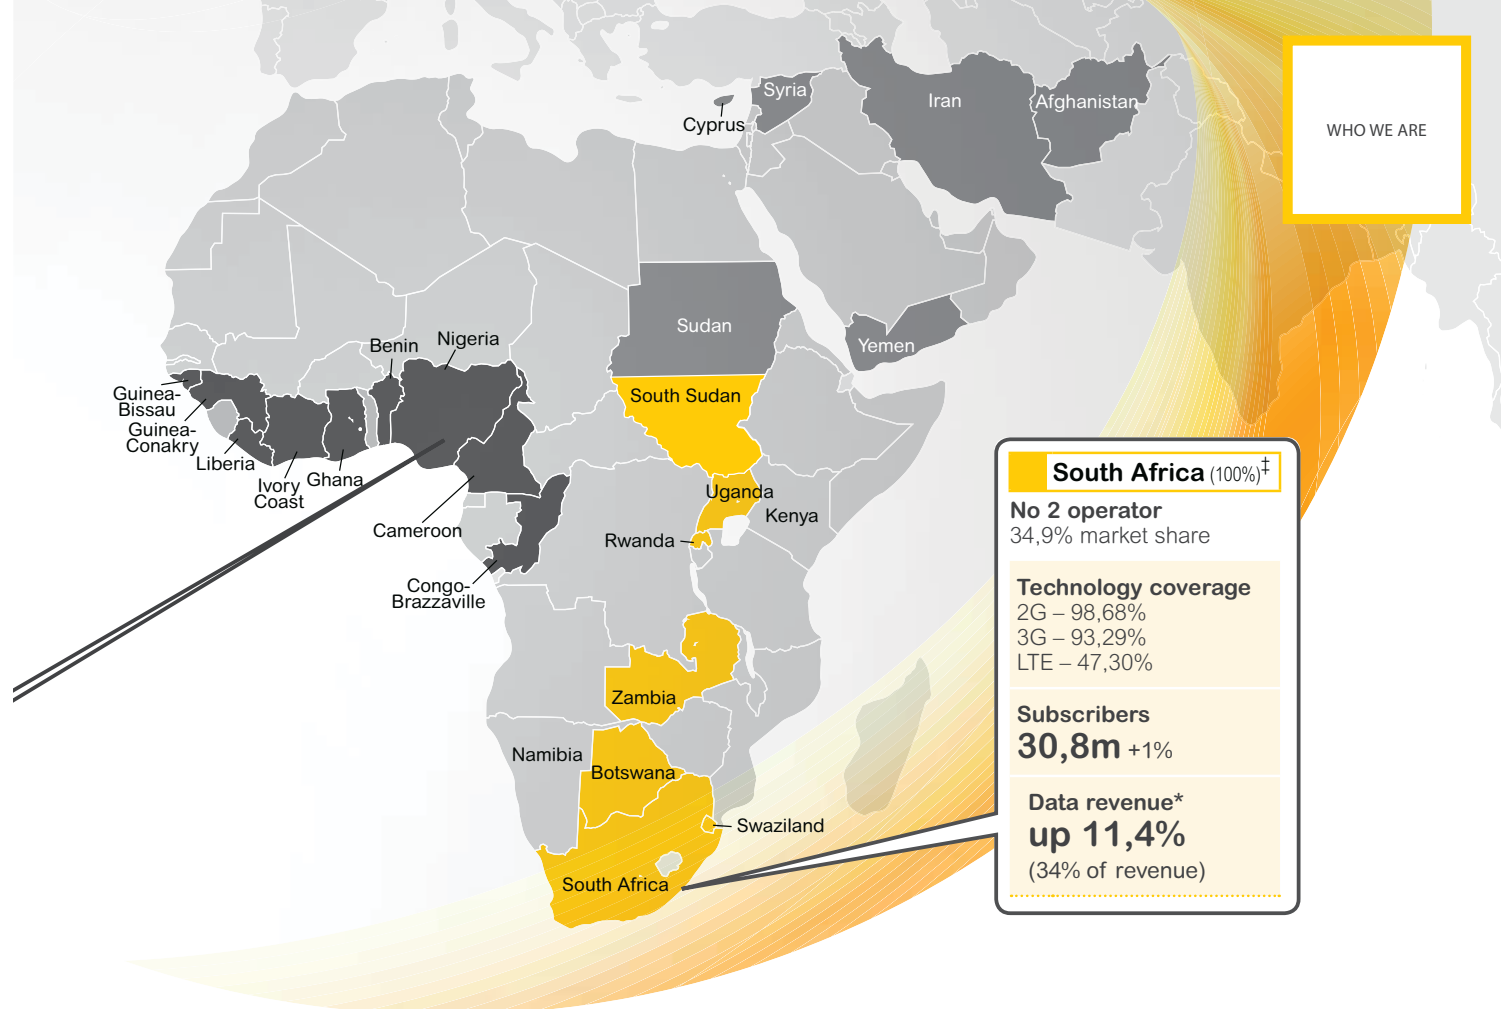 Syria
Iran
Afghanistan
Cyprus
WHO WE ARE
Sudan
Yemen
Benin
Nigeria
South Sudan
Guinea-
Bissau
Guinea-
Conakry
Liberia
Ivory
Coast
Ghana
Cameroon
Congo-
Brazzaville
Uganda
Kenya
Rwanda
Zambia
Namibia
Botswana
Swaziland
South Africa
South Africa (100%)‡
No 2 operator
34,9% market share
Technology coverage
2G – 98,68%
3G – 93,29%
LTE – 47,30%
Subscribers
30,8m +1%
Data revenue*
up 11,4%
(34% of revenue)